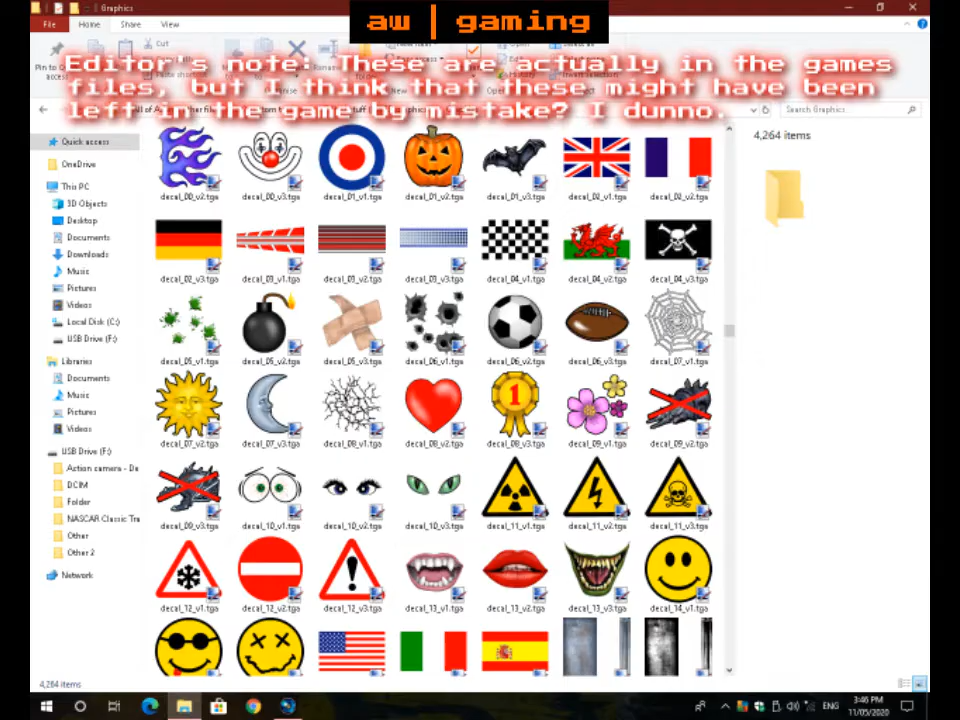 Graphics
aw | gaming
File
Home
Share
View
Cut
Editor's note: These are actually in the games
files, but I think that these might have been
left in the game by mistake? I dunno.
Search Graphics
Quick access
OneDrive
This PC
3D Objects
Desktop
Documents
Downloads
Music
Pictures
Videos
Local Disk (C:)
USB Drive (F:)
Libraries
Documents
Music
Pictures
Videos
USB Drive (F:)
Action camera - De
DCIM
Folder
NASCAR Classic Tra
Other
Other 2
Network
4,264 items
decal_00_v2.tga
decal_00_v3.tga
decal_01_v1.tga
decal_01_v2.tga
decal_01_v3.tga
decal_02_v1.tga
decal_02_v2.tga
decal_02_v3.tga
decal_03_v1.tga
decal_03_v2.tga
decal_03_v3.tga
decal_04_v1.tga
decal_04_v2.tga
decal_04_v3.tga
decal_05_v1.tga
decal_05_v2.tga
decal_05_v3.tga
decal_06_v1.tga
decal_06_v2.tga
decal_06_v3.tga
decal_07_v1.tga
decal_07_v2.tga
decal_07_v3.tga
decal_08_v1.tga
decal_08_v2.tga
decal_08_v3.tga
decal_09_v1.tga
decal_09_v2.tga
1
decal_09_v3.tga
decal_10_v1.tga
decal_10_v2.tga
decal_10_v3.tga
decal_11_v1.tga
decal_11_v2.tga
decal_11_v3.tga
decal_12_v1.tga
decal_12_v2.tga
decal_12_v3.tga
decal_13_v1.tga
decal_13_v2.tga
decal_13_v3.tga
decal_14_v1.tga
4,264 items
ENG
3:46 PM
11/05/2020